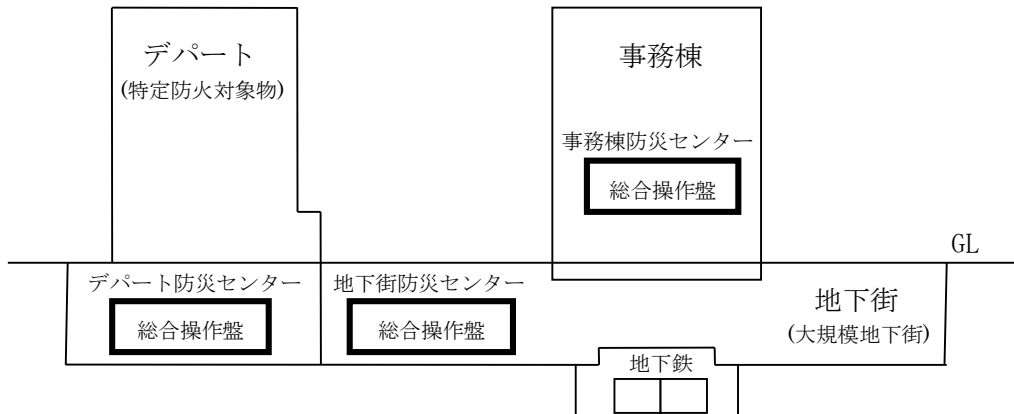 デパート
(特定防火対象物)
事務棟
事務棟防災センター
総合操作盤
GL
デパート防災センター
総合操作盤
地下街防災センター
総合操作盤
地下街
(大規模地下街)
地下鉄